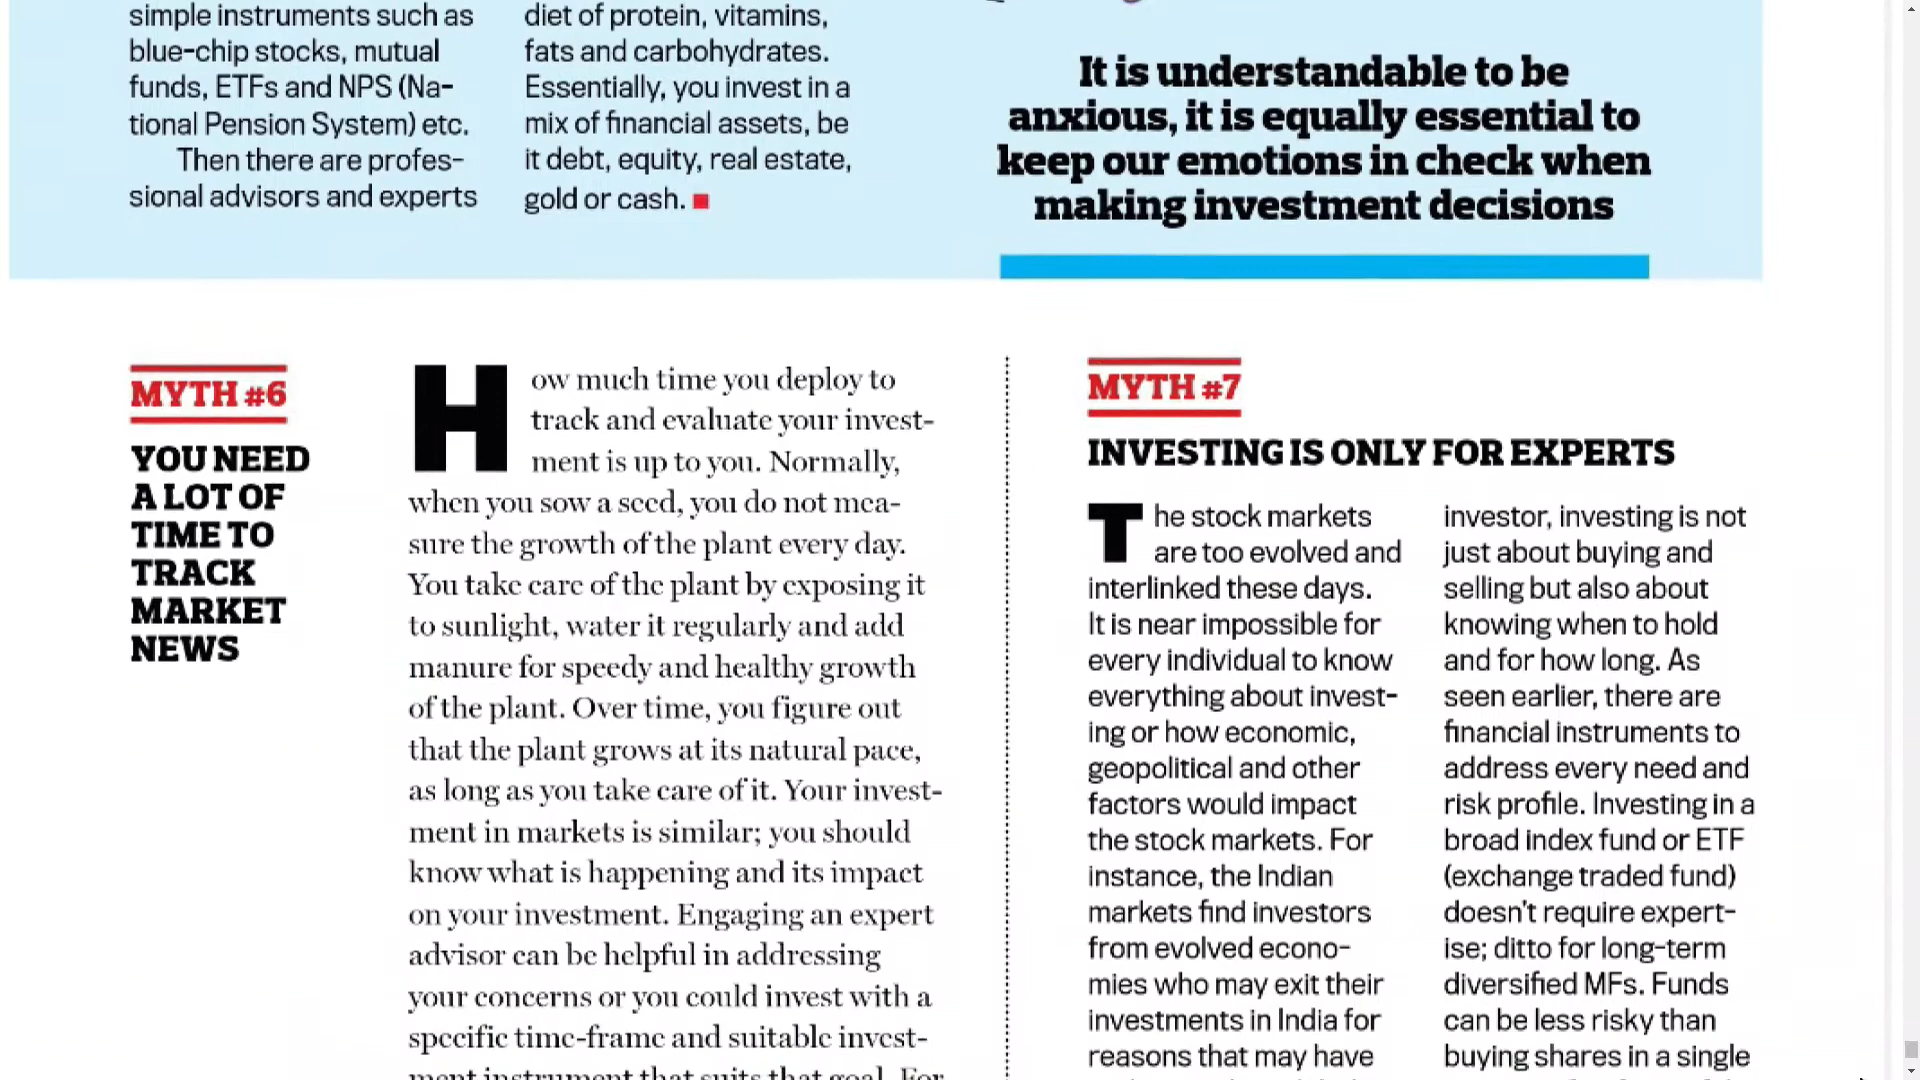 simple instruments such as
blue-chip stocks, mutual
funds, ETFs and NPS (Na-
tional Pension System) etc.
Then there are profes-
sional advisors and experts
diet of protein, vitamins,
fats and carbohydrates.
Essentially, you invest in a
mix of financial assets, be
it debt, equity, real estate,
gold or cash.
It is understandable to be
anxious, it is equally essential to
keep our emotions in check when
making investment decisions
MYTH #6
YOU NEED
A LOT OF
TIME TO
TRACK
MARKET
NEWS
How much time you deploy to
track and evaluate your invest-
ment is up to you. Normally,
when you sow a seed, you do not mea-
sure the growth of the plant every day.
You take care of the plant by exposing it
to sunlight, water it regularly and add
manure for speedy and healthy growth
of the plant. Over time, you figure out
that the plant grows at its natural pace,
as long as you take care of it. Your invest-
ment in markets is similar; you should
know what is happening and its impact
on your investment. Engaging an expert
advisor can be helpful in addressing
your concerns or you could invest with a
specific time-frame and suitable invest-
ment instrument that suits that goal. For
MYTH #7
INVESTING IS ONLY FOR EXPERTS
The stock markets
are too evolved and
interlinked these days.
It is near impossible for
every individual to know
everything about invest-
ing or how economic,
geopolitical and other
factors would impact
the stock markets. For
instance, the Indian
markets find investors
from evolved econo-
mies who may exit their
investments in India for
reasons that may have
investor, investing is not
just about buying and
selling but also about
knowing when to hold
and for how long. As
seen earlier, there are
financial instruments to
address every need and
risk profile. Investing in a
broad index fund or ETF
(exchange traded fund)
doesn't require expert-
ise; ditto for long-term
diversified MFs. Funds
can be less risky than
buying shares in a single